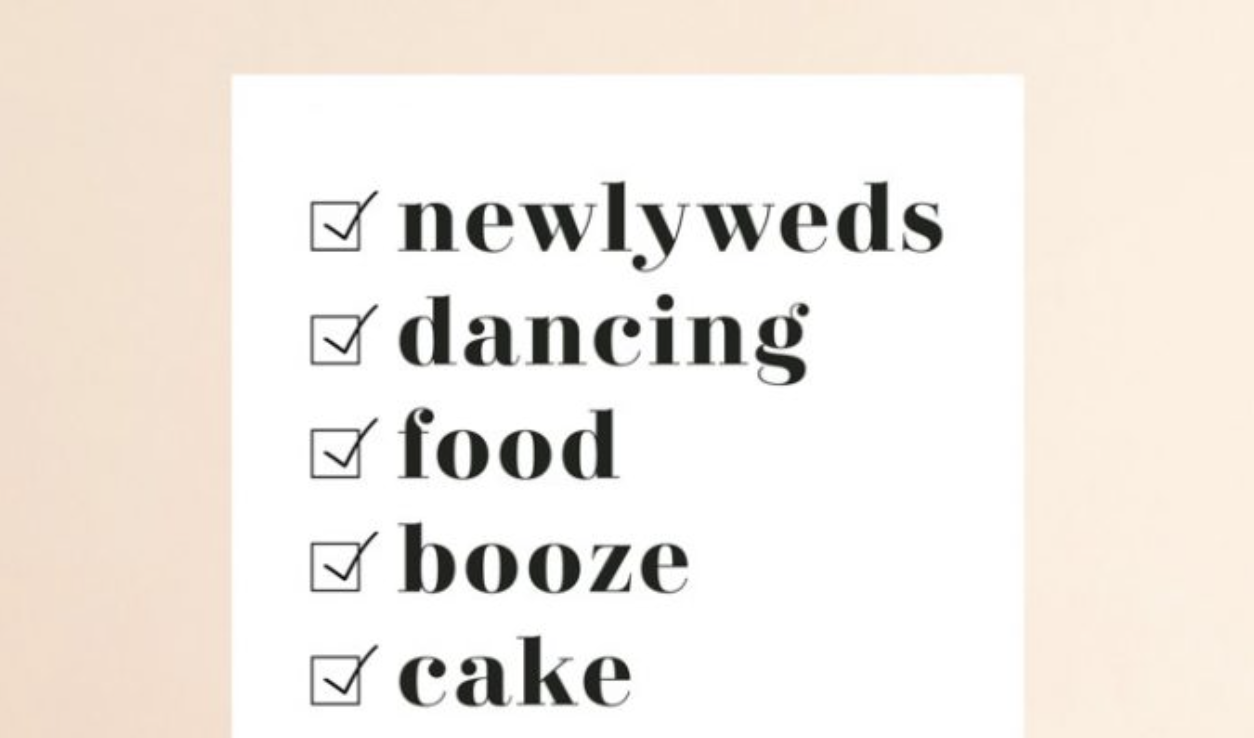 ☑ newlyweds
☑ dancing
☑ food
☑ booze
☑ cake